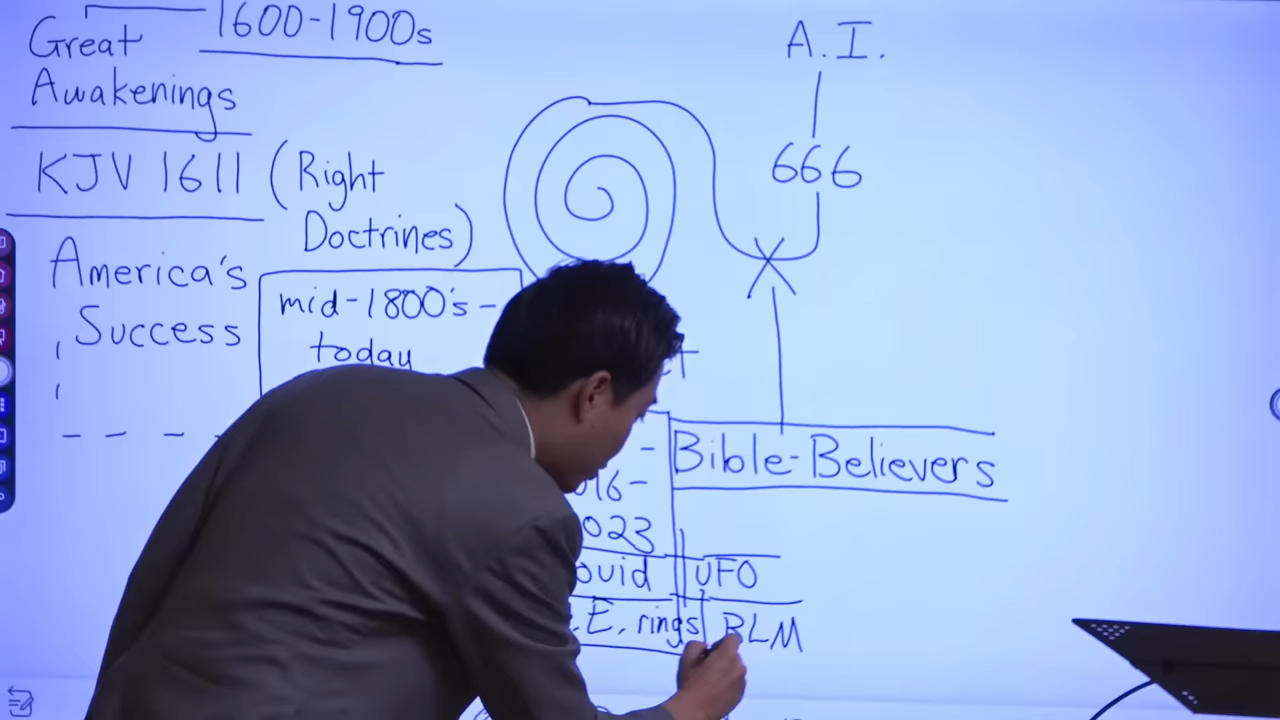 1600-1900s
Great
Awakenings
KJV 1611 (Right
Doctrines)
America's
Success
mid-1800's-
today
A.I.
666
Bible-Believers
016-
023
ovid
UFO
.E. rings
BLM